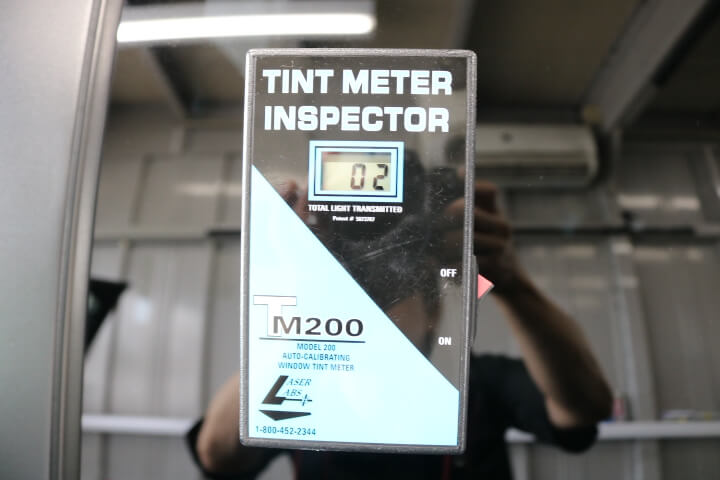 TINT METER
INSPECTOR
02
TOTAL LIGHT TRANSMITTED
OFF
TM200
ON
MODEL 200
AUTO-CALIBRATING
WINDOW TINT METER
LASER
LABS
1-800-452-2344